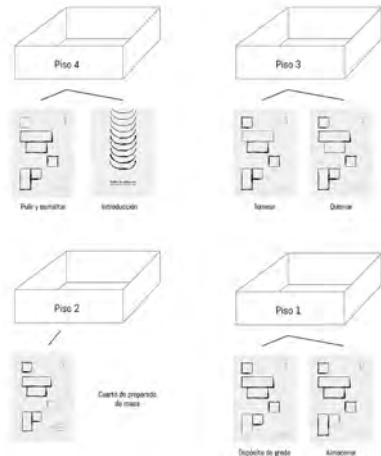 Piso 4
Piso 3
Pulir y esmaltar
Introducción
Tornear
Quemar
Piso 2
Piso 1
Cuarto de preparado
de masa
Depósito de greda
Almacenar